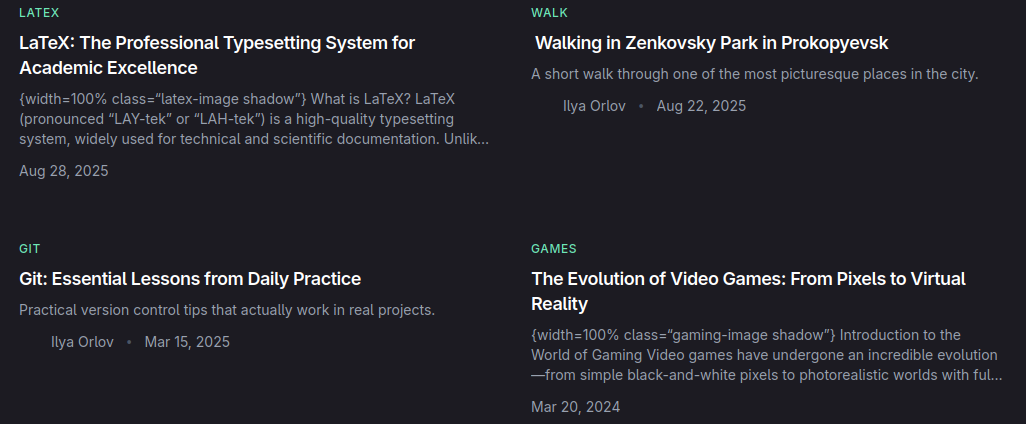 LATEX
LaTeX: The Professional Typesetting System for
Academic Excellence
{width=100% class=“latex-image shadow”} What is LaTeX? LaTeX
(pronounced “LAY-tek” or “LAH-tek”) is a high-quality typesetting
system, widely used for technical and scientific documentation. Unlik...
Aug 28, 2025
WALK
Walking in Zenkovsky Park in Prokopyevsk
A short walk through one of the most picturesque places in the city.
Ilya Orlov • Aug 22, 2025
GIT
Git: Essential Lessons from Daily Practice
Practical version control tips that actually work in real projects.
Ilya Orlov • Mar 15, 2025
GAMES
The Evolution of Video Games: From Pixels to Virtual
Reality
{width=100% class=“gaming-image shadow”} Introduction to the
World of Gaming Video games have undergone an incredible evolution
—from simple black-and-white pixels to photorealistic worlds with ful...
Mar 20, 2024